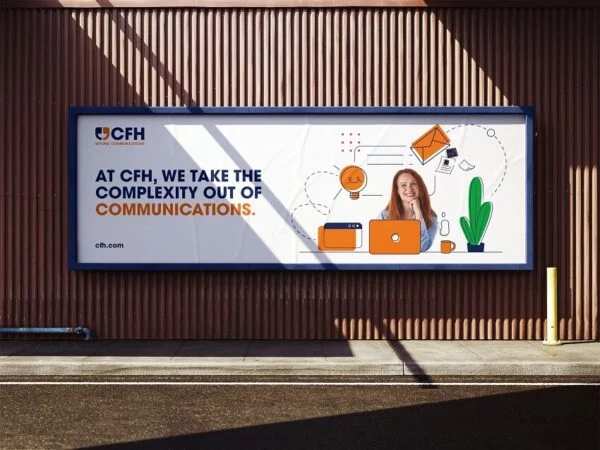 CFH
BEYOND COMMUNICATIONS
AT CFH, WE TAKE THE
COMPLEXITY OUT OF
COMMUNICATIONS.
cfh.com